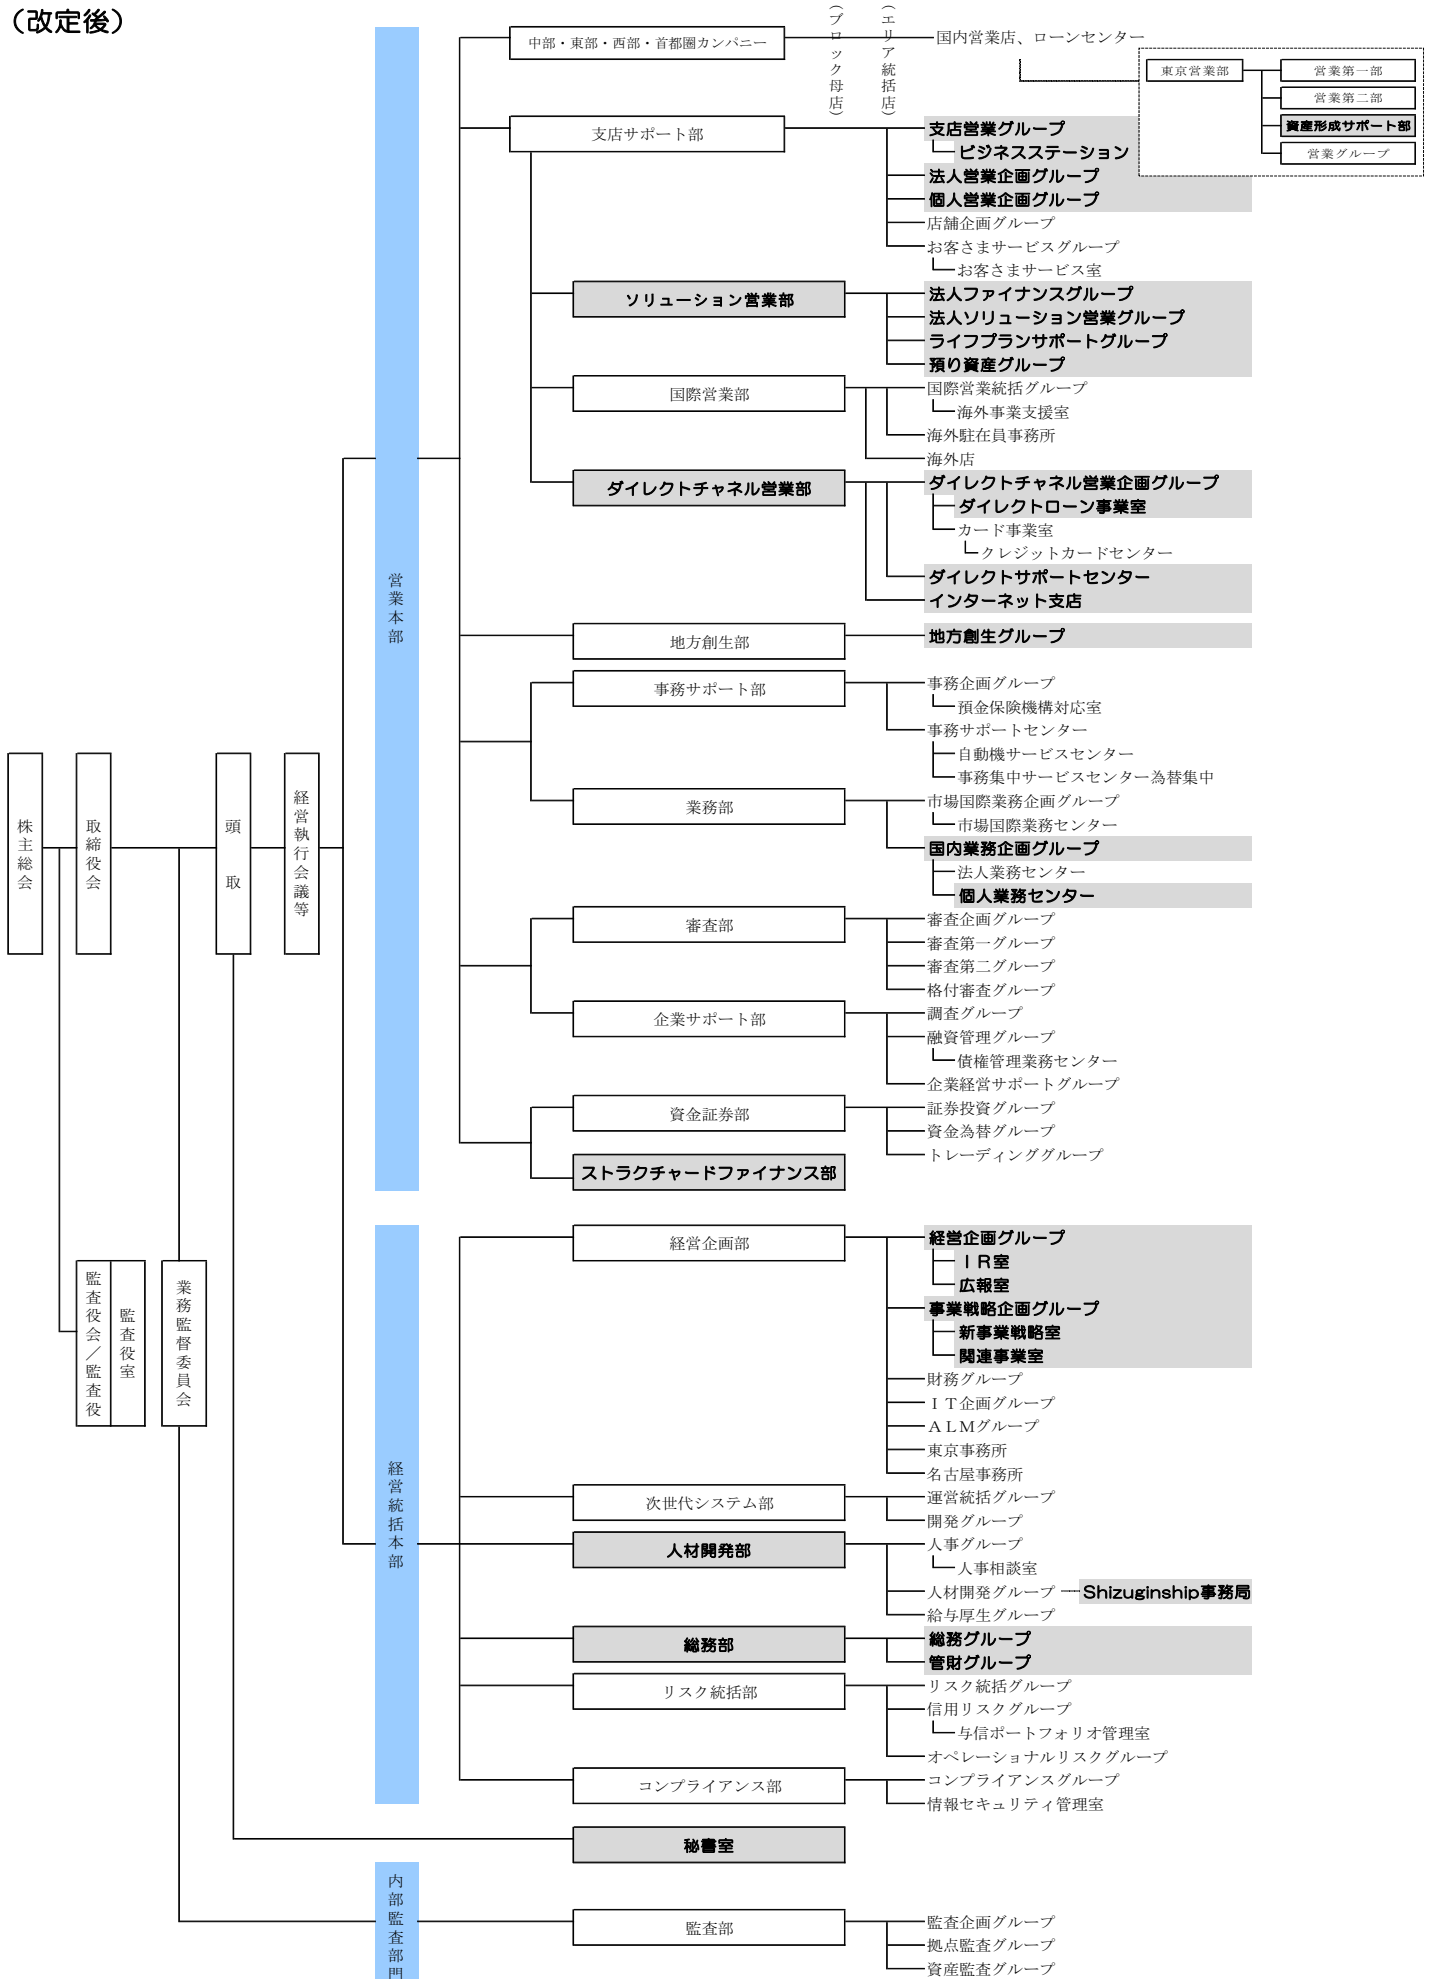 （改定後）
（ブロック母店）
（エリア統括店）
中部・東部・西部・首都圏カンパニー
国内営業店、ローンセンター
東京営業部
営業第一部
営業第二部
資産形成サポート部
営業グループ
支店サポート部
支店営業グループ
ビジネスステーション
法人営業企画グループ
個人営業企画グループ
店舗企画グループ
お客さまサービスグループ
お客さまサービス室
ソリューション営業部
法人ファイナンスグループ
法人ソリューション営業グループ
ライフプランサポートグループ
預り資産グループ
国際営業部
国際営業統括グループ
海外事業支援室
海外駐在員事務所
海外店
ダイレクトチャネル営業部
ダイレクトチャネル営業企画グループ
ダイレクトローン事業室
カード事業室
クレジットカードセンター
ダイレクトサポートセンター
インターネット支店
営業本部
地方創生部
地方創生グループ
事務サポート部
事務企画グループ
預金保険機構対応室
事務サポートセンター
自動機サービスセンター
事務集中サービスセンター為替集中
業務部
市場国際業務企画グループ
市場国際業務センター
国内業務企画グループ
法人業務センター
個人業務センター
株主総会
取締役会
頭取
経営執行会議等
審査部
審査企画グループ
審査第一グループ
審査第二グループ
格付審査グループ
企業サポート部
調査グループ
融資管理グループ
債権管理業務センター
企業経営サポートグループ
資金証券部
証券投資グループ
資金為替グループ
トレーディンググループ
ストラクチャードファイナンス部
監査役会／監査役
監査役室
業務監督委員会
経営統括本部
経営企画部
経営企画グループ
ＩＲ室
広報室
事業戦略企画グループ
新事業戦略室
関連事業室
財務グループ
ＩＴ企画グループ
ＡＬＭグループ
東京事務所
名古屋事務所
次世代システム部
運営統括グループ
開発グループ
人材開発部
人事グループ
人事相談室
人材開発グループ
Shizuginship事務局
給与厚生グループ
総務部
総務グループ
管財グループ
リスク統括部
リスク統括グループ
信用リスクグループ
与信ポートフォリオ管理室
オペレーショナルリスクグループ
コンプライアンス部
コンプライアンスグループ
情報セキュリティ管理室
秘書室
内部監査部門
監査部
監査企画グループ
拠点監査グループ
資産監査グループ